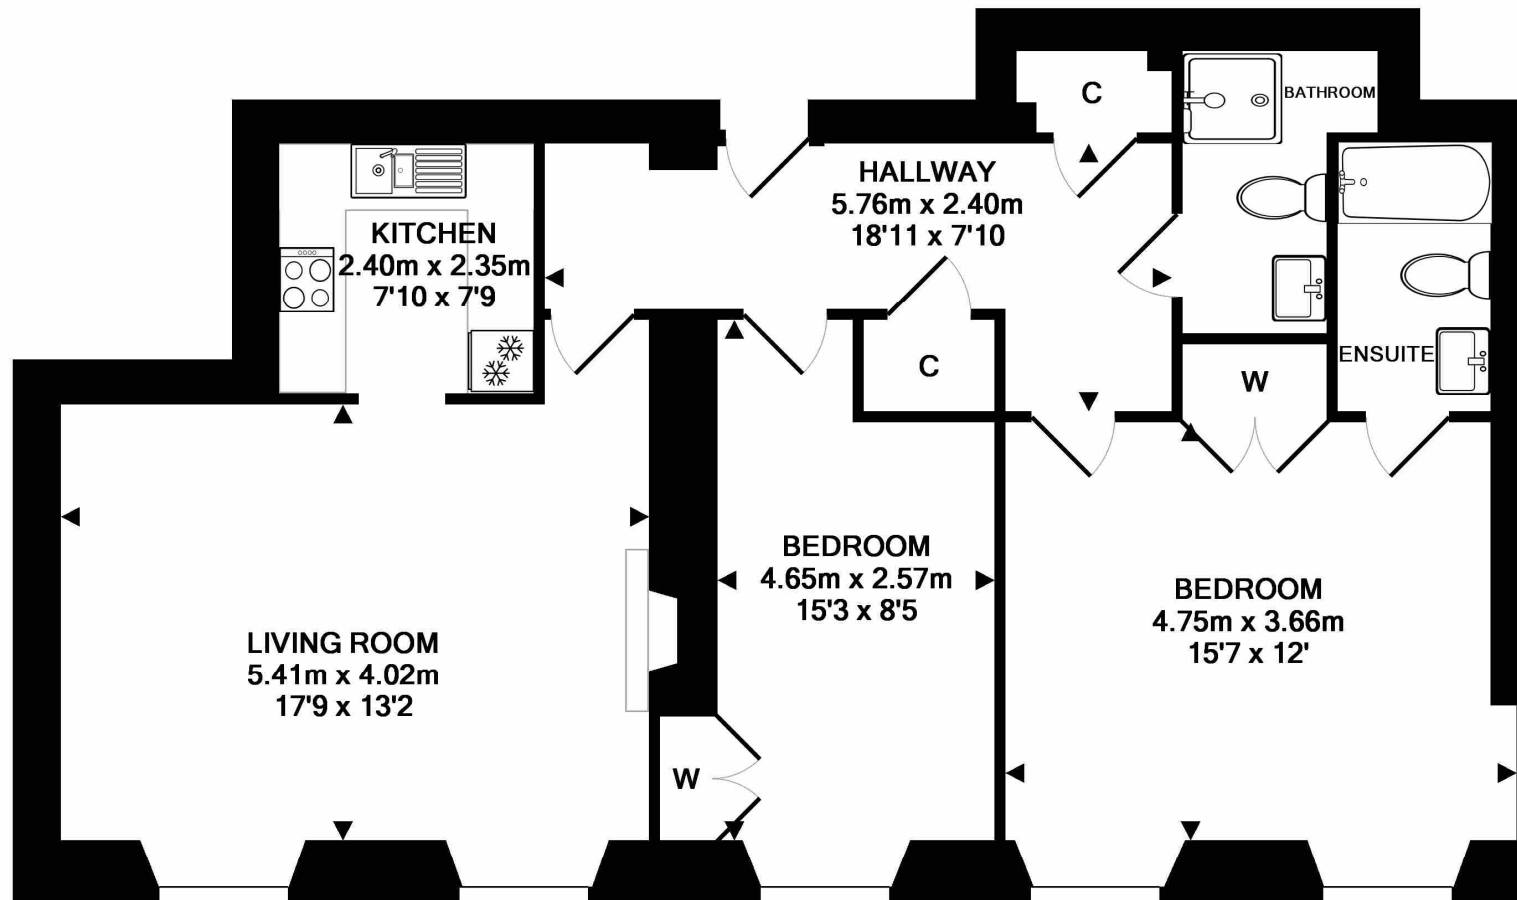 C
BATHROOM
HALLWAY
5.76m x 2.40m
18'11 x 7'10
KITCHEN
2.40m x 2.35m
7'10 x 7'9
C
W
ENSUITE
BEDROOM
4.65m x 2.57m
15'3 x 8'5
BEDROOM
4.75m x 3.66m
15'7 x 12'
LIVING ROOM
5.41m x 4.02m
17'9 x 13'2
W